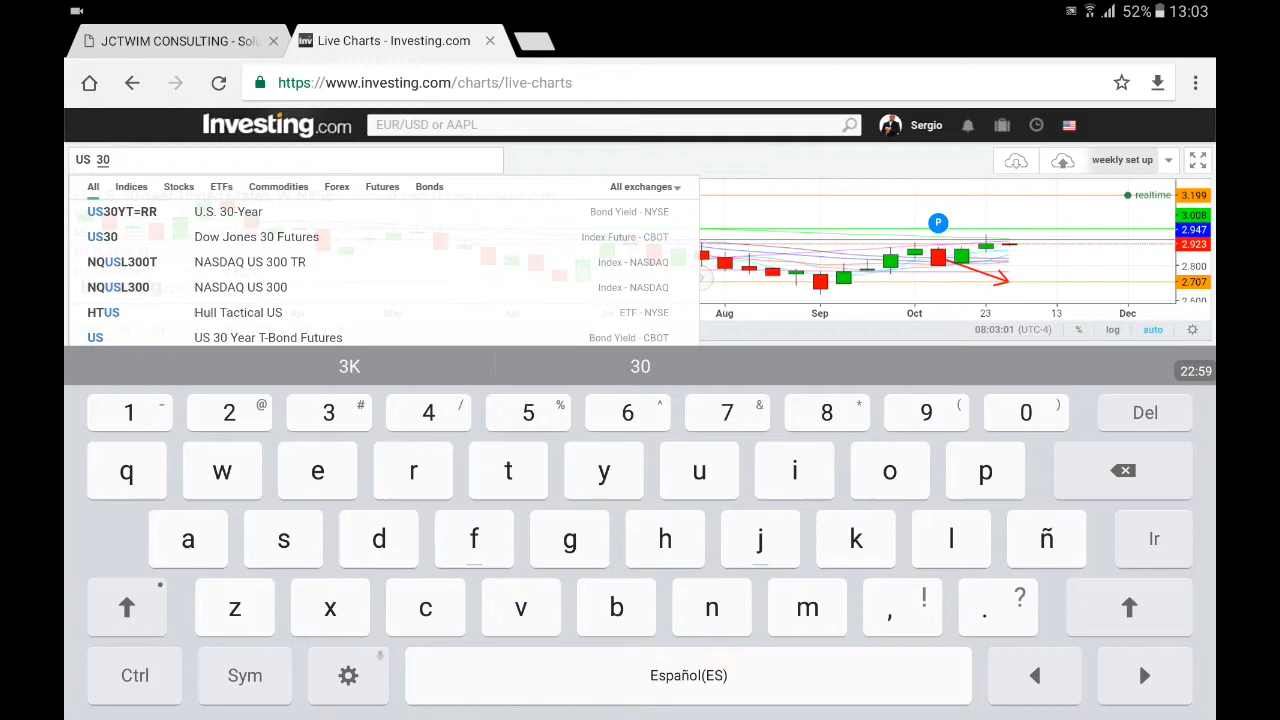 52% 13:03
JCTWIM CONSULTING - Solu
Live Charts - Investing.com
https://www.investing.com/charts/live-charts
Investing.com
EUR/USD or AAPL
Sergio
US 30
weekly set up
All Indices Stocks ETFs Commodities Forex Futures Bonds All exchanges
US30YT=RR U.S. 30-Year Bond Yield - NYSE
US30 Dow Jones 30 Futures Index Future - CBOT
NQUSL300T NASDAQ US 300 TR Index - NASDAQ
NQUSL300 NASDAQ US 300 Index - NASDAQ
HTUS Hull Tactical US ETF - NYSE
US US 30 Year T-Bond Futures Bond Yield - CBOT
realtime
P
3.199
3.008
2.947
2.923
2.800
2.707
2.600
Aug Sep Oct 23 13 Dec
08:03:01 (UTC-4) % log auto
3K 30
22:59
1 - 2 @ 3 # 4 / 5 % 6 ^ 7 & 8 * 9 ( 0 ) Del
q w e r t y u i o p
a s d f g h j k l ñ Ir
z x c v b n m , ! . ?
Ctrl Sym Español(ES)